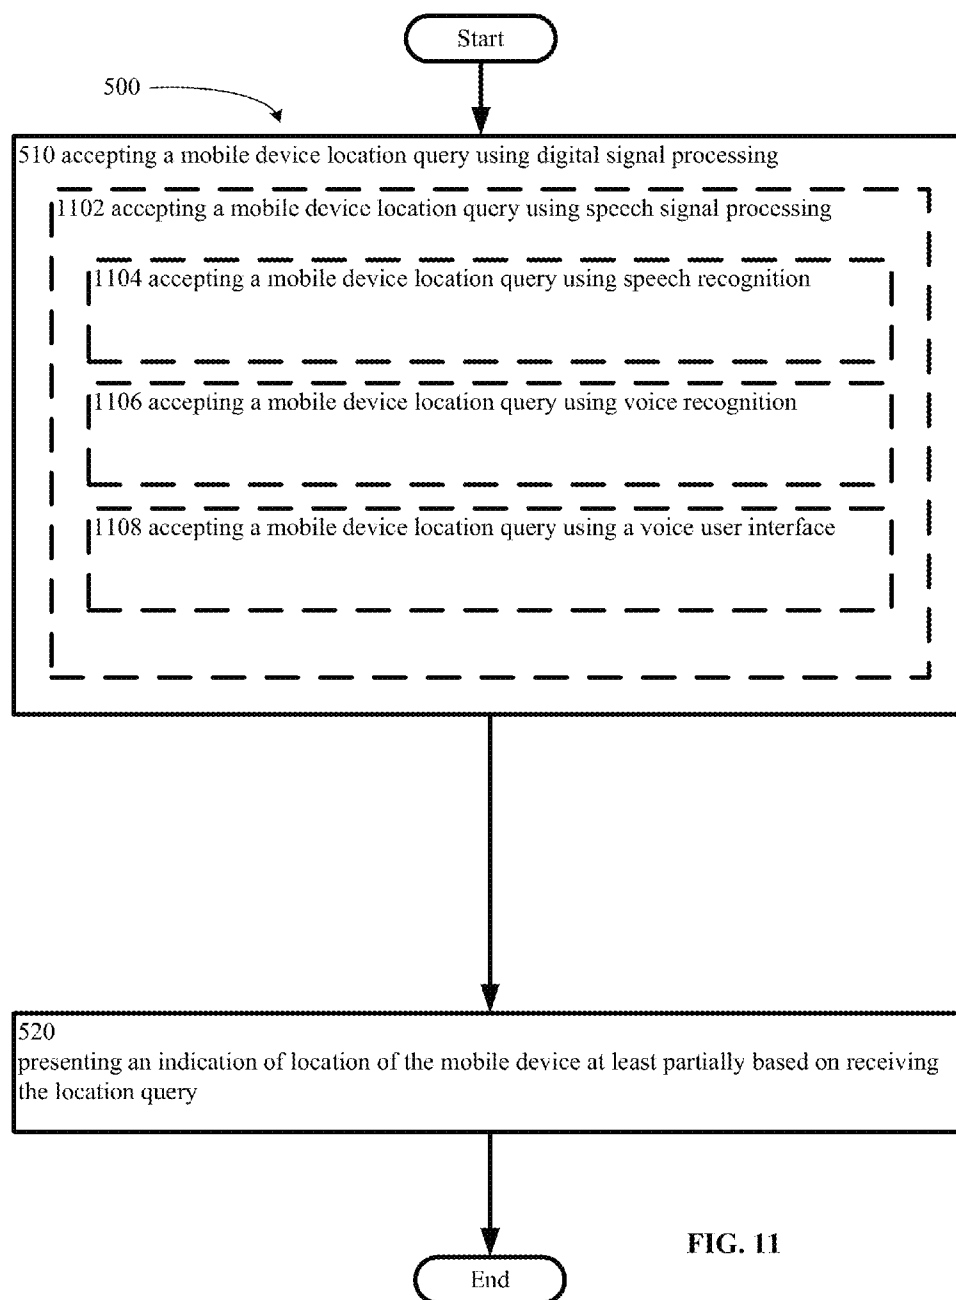 Start
500
510 accepting a mobile device location query using digital signal processing
1102 accepting a mobile device location query using speech signal processing
1104 accepting a mobile device location query using speech recognition
1106 accepting a mobile device location query using voice recognition
1108 accepting a mobile device location query using a voice user interface
520
presenting an indication of location of the mobile device at least partially based on receiving
the location query
FIG. 11
End